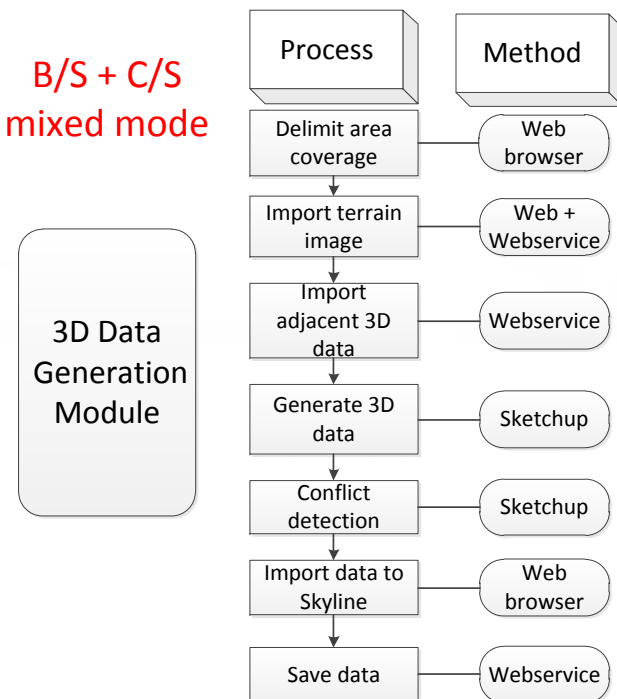 B/S + C/S
mixed mode
Process
Method
3D Data
Generation
Module
Delimit area
coverage
Web
browser
Import terrain
image
Web +
Webservice
Import
adjacent 3D
data
Webservice
Generate 3D
data
Sketchup
Conflict
detection
Sketchup
Import data to
Skyline
Web
browser
Save data
Webservice